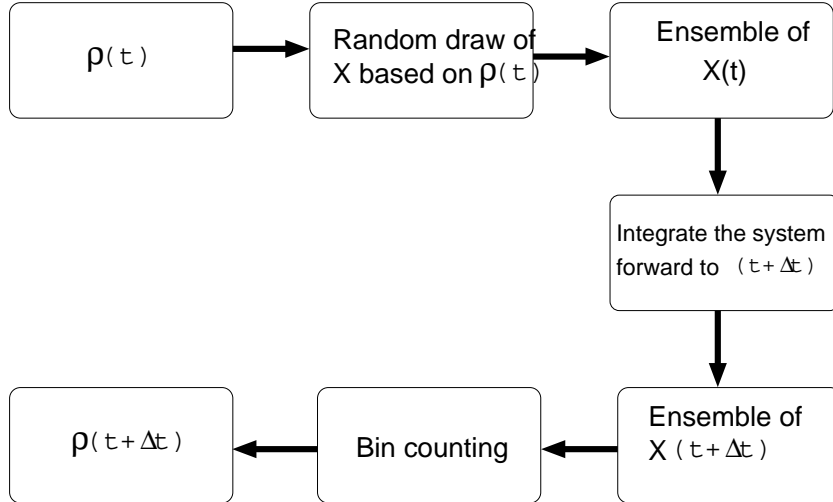 ρ(t)
Random draw of
X based on ρ(t)
Ensemble of
X(t)
Integrate the system
forward to (t+Δt)
Ensemble of
X (t+Δt)
Bin counting
ρ(t+Δt)